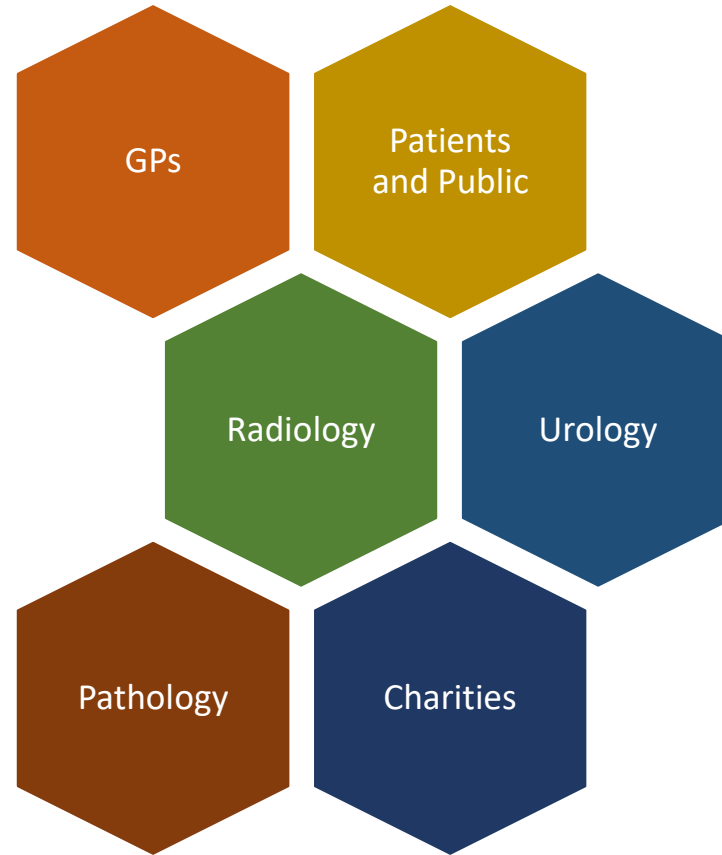 GPs
Patients
and Public
Radiology
Urology
Pathology
Charities